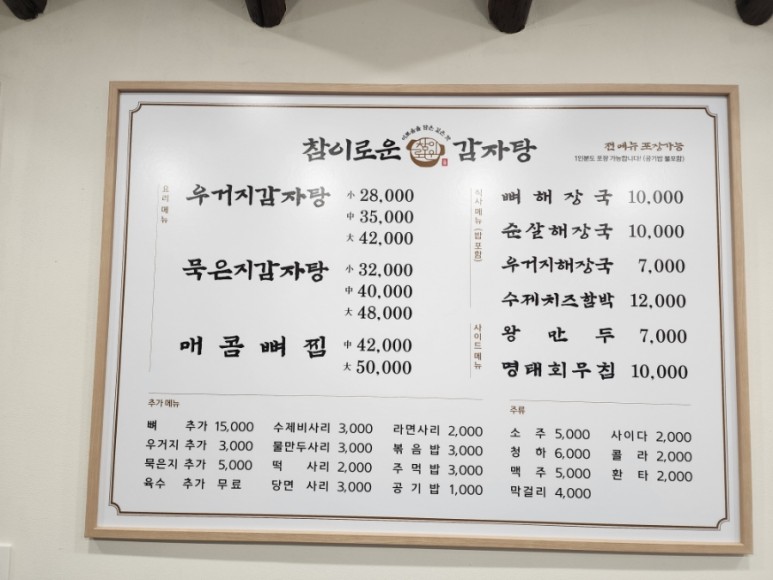 참이로운 참이로운 감자탕
전 메뉴 포장가능
1인분도 포장 가능합니다! (공기밥 불포함)
요리 메뉴
우거지감자탕 小 28,000
中 35,000
大 42,000
묵은지감자탕 小 32,000
中 40,000
大 48,000
매콤뼈찜 中 42,000
大 50,000
식사 메뉴 (밥 포함)
뼈해장국 10,000
순살해장국 10,000
우거지해장국 7,000
수제치즈함박 12,000
사이드 메뉴
왕만두 7,000
명태회무침 10,000
추가 메뉴
뼈 추가 15,000 수제비사리 3,000 라면사리 2,000
우거지 추가 3,000 물만두사리 3,000 볶음밥 3,000
묵은지 추가 5,000 떡 사리 2,000 주먹밥 3,000
육수 추가 무료 당면 사리 3,000 공기밥 1,000
주류
소주 5,000 사이다 2,000
청하 6,000 콜라 2,000
맥주 5,000 환타 2,000
막걸리 4,000